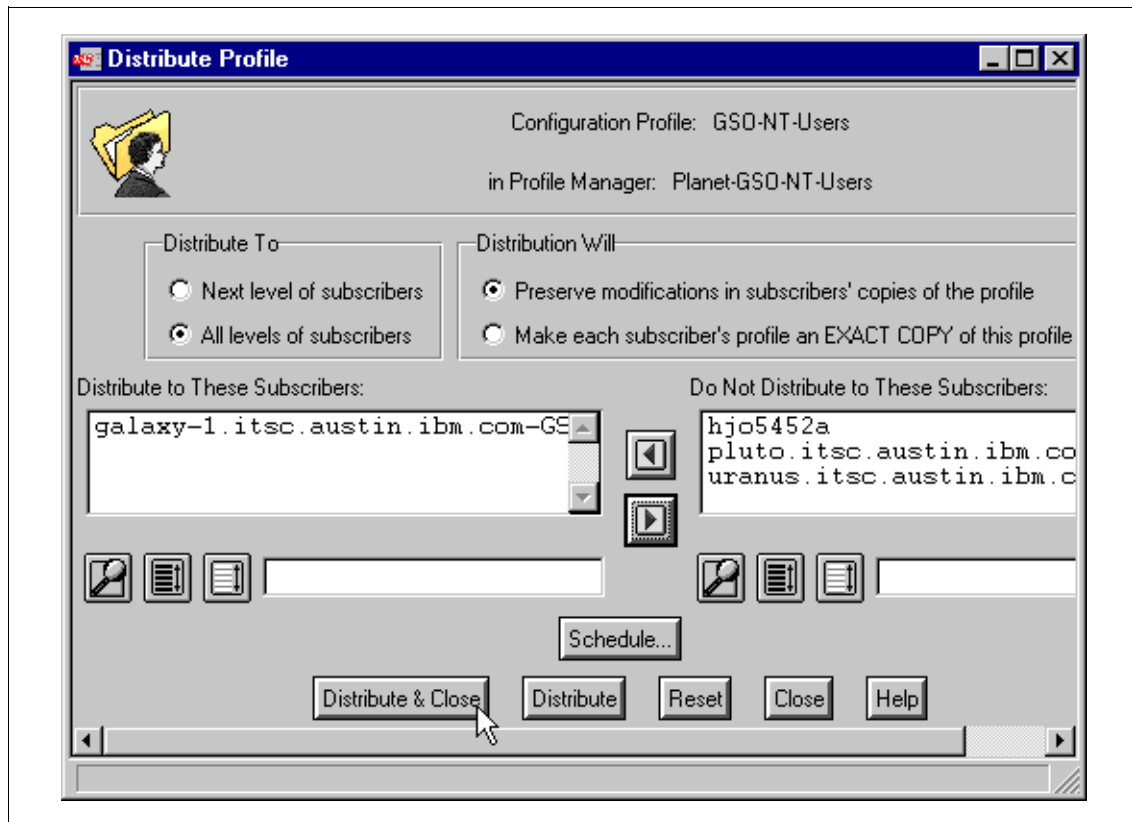 Distribute Profile
Configuration Profile: GSO-NT-Users
in Profile Manager: Planet-GSO-NT-Users
Distribute To
Distribution Will
Next level of subscribers
Preserve modifications in subscribers' copies of the profile
All levels of subscribers
Make each subscriber's profile an EXACT COPY of this profile
Distribute to These Subscribers:
Do Not Distribute to These Subscribers:
galaxy-1.itsc.austin.ibm.com-GS
hjo5452a
pluto.itsc.austin.ibm.co
uranus.itsc.austin.ibm.c
Schedule...
Distribute & Close
Distribute
Reset
Close
Help